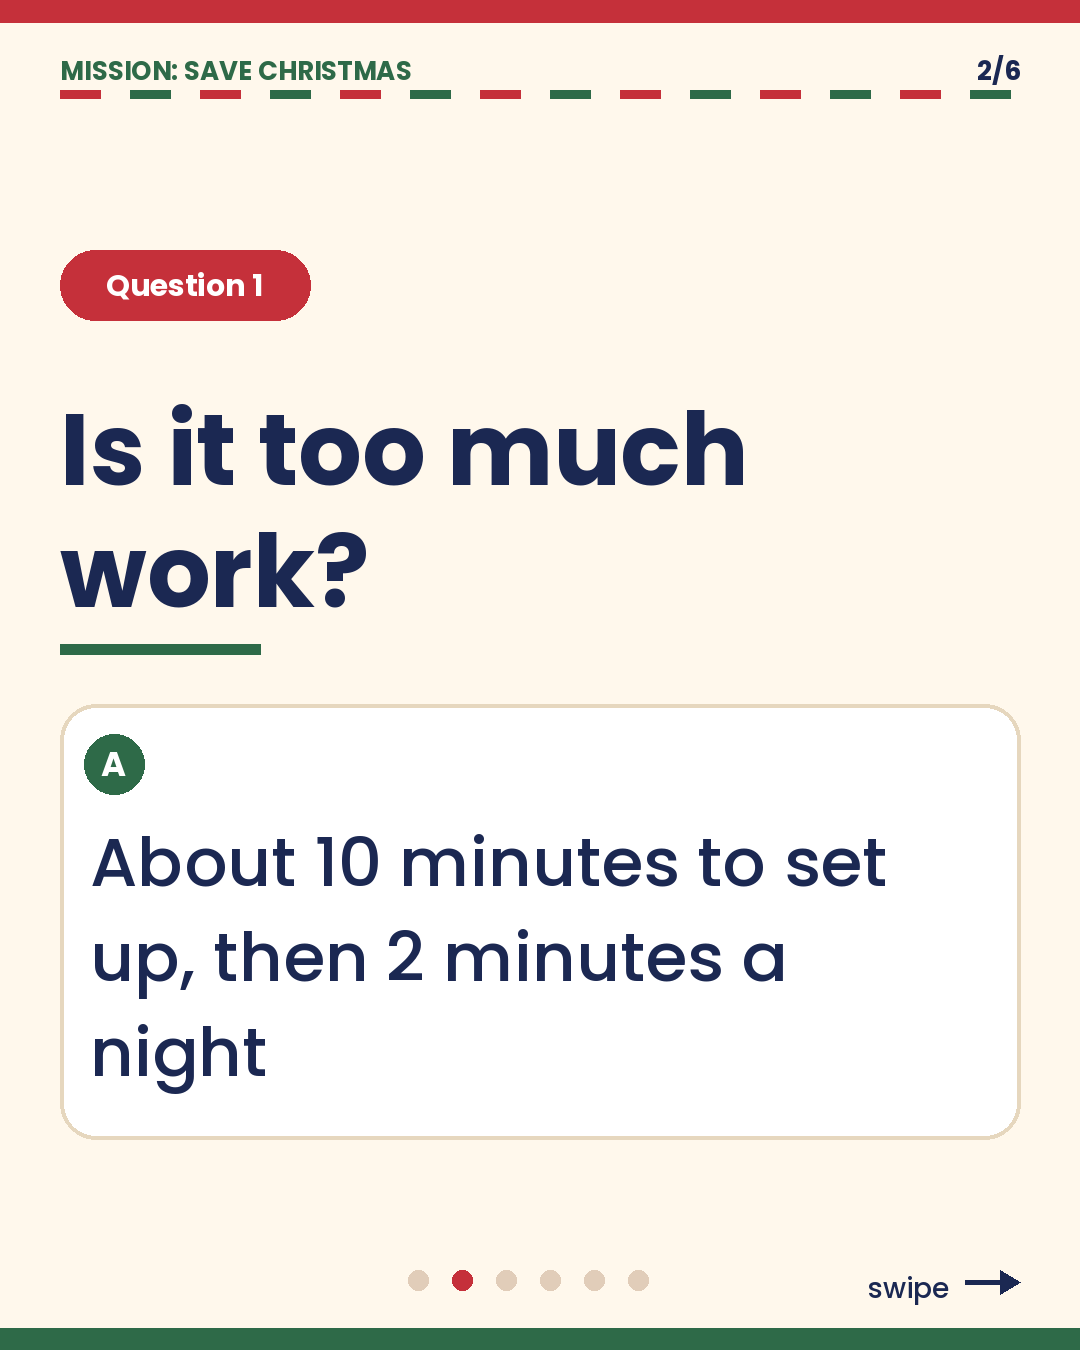 MISSION: SAVE CHRISTMAS
2/6
Question 1
Is it too much
work?
A
About 10 minutes to set
up, then 2 minutes a
night
swipe